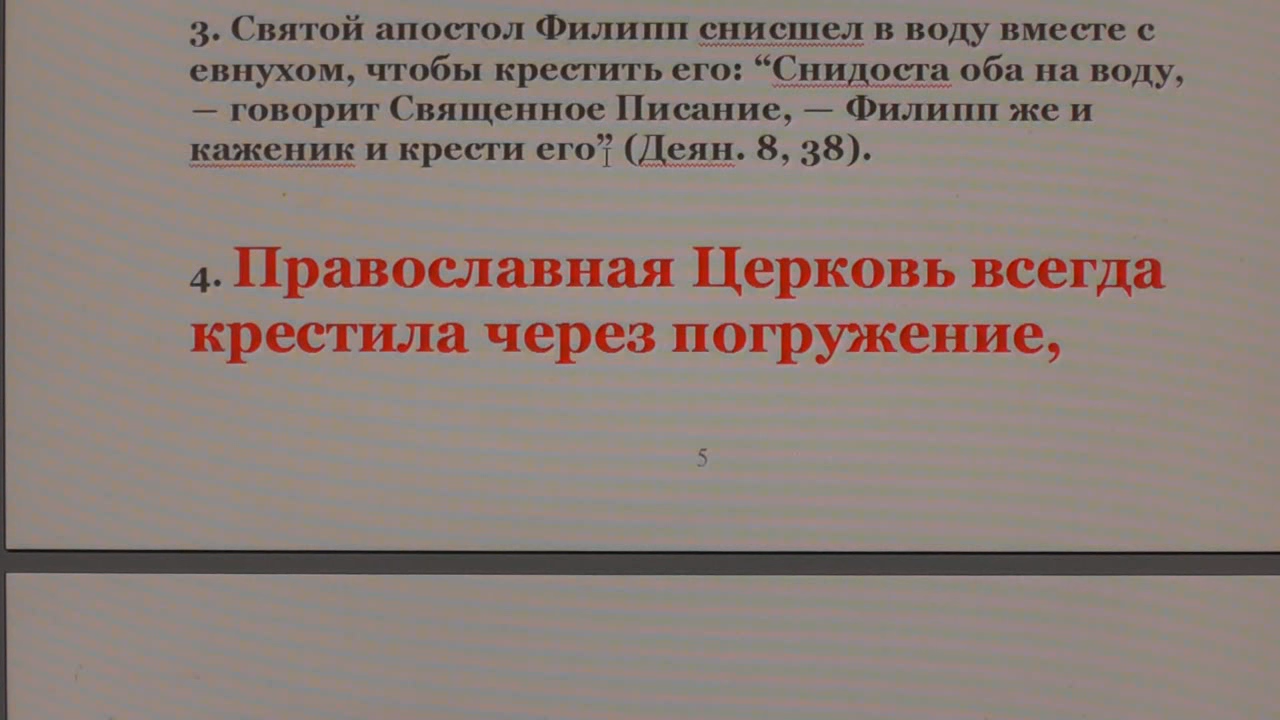 3. Святой апостол Филипп снисшел в воду вместе с
евнухом, чтобы крестить его: “Снидоста оба на воду,
— говорит Священное Писание, — Филипп же и
каженик и крести его” (Деян. 8, 38).
4. Православная Церковь всегда
крестила через погружение,
5